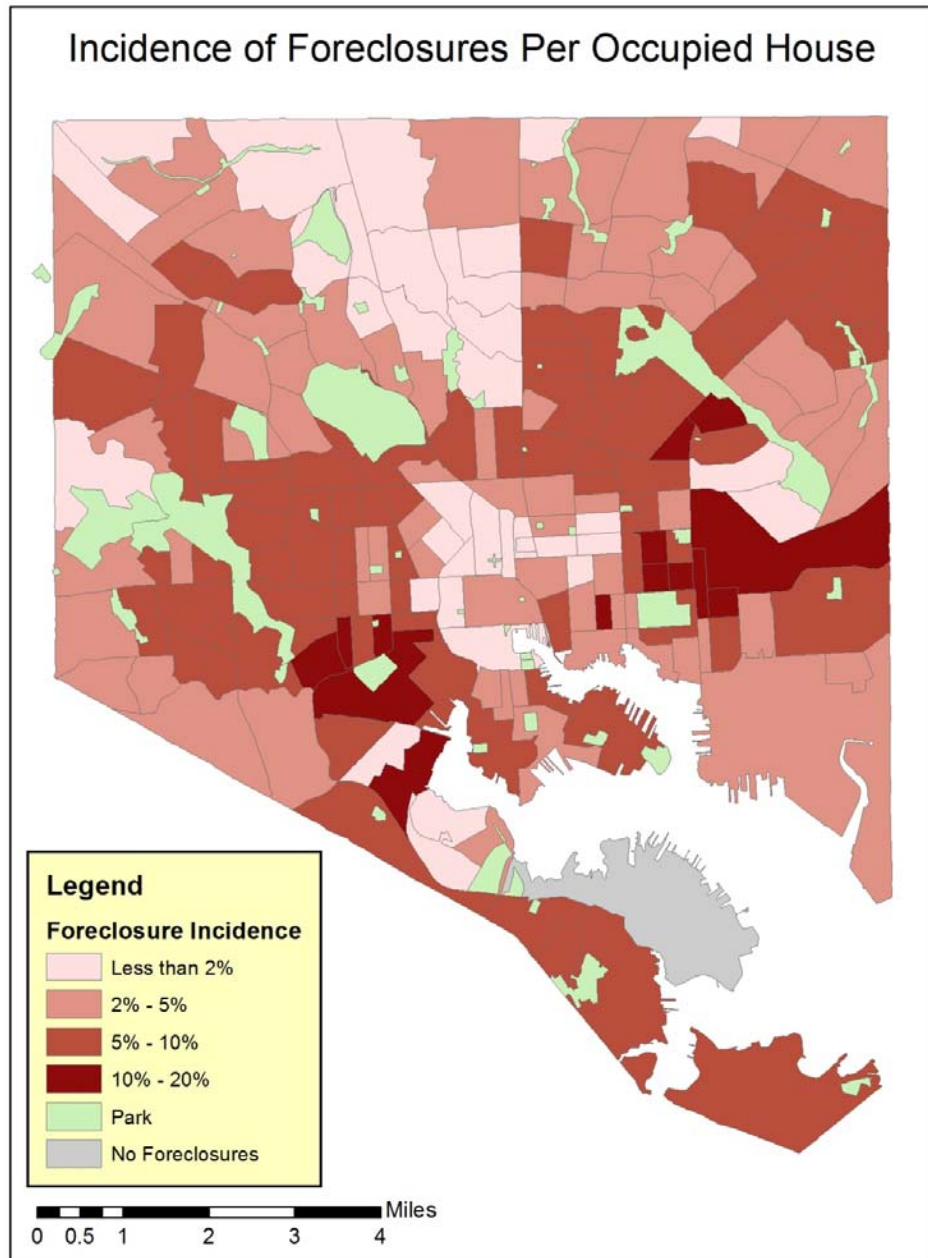 Incidence of Foreclosures Per Occupied House
Legend
Foreclosure Incidence
Less than 2%
2% - 5%
5% - 10%
10% - 20%
Park
No Foreclosures
Miles
0 0.5 1 2 3 4